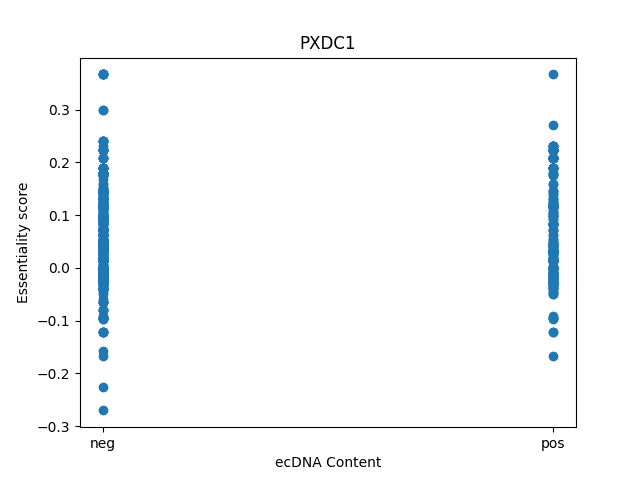 PXDC1
Essentiality score
0.3
0.2
0.1
0.0
−0.1
−0.2
−0.3
neg
pos
ecDNA Content